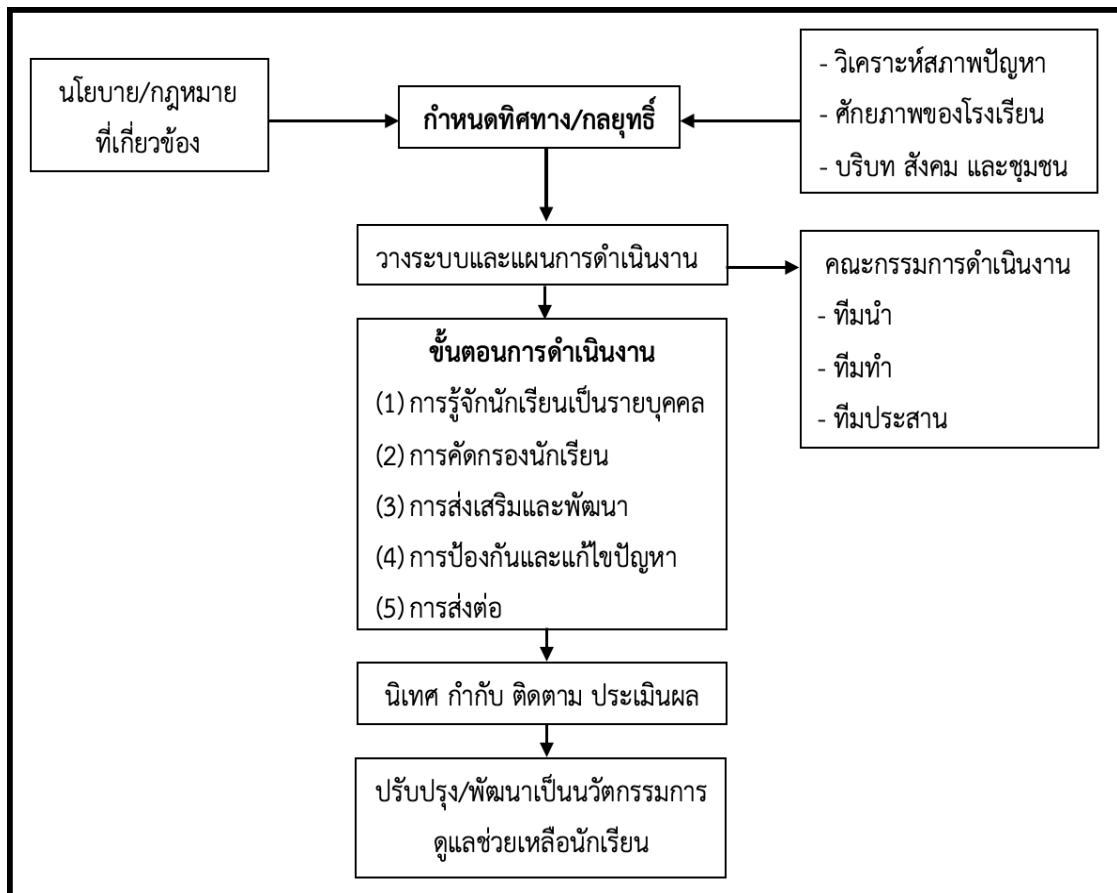 นโยบาย/กฎหมาย
ที่เกี่ยวข้อง
กำหนดทิศทาง/กลยุทธิ์
- วิเคราะห์สภาพปัญหา
- ศักยภาพของโรงเรียน
- บริบท สังคม และชุมชน
วางระบบและแผนการดำเนินงาน
คณะกรรมการดำเนินงาน
- ทีมนำ
- ทีมทำ
- ทีมประสาน
ขั้นตอนการดำเนินงาน
(1) การรู้จักนักเรียนเป็นรายบุคคล
(2) การคัดกรองนักเรียน
(3) การส่งเสริมและพัฒนา
(4) การป้องกันและแก้ไขปัญหา
(5) การส่งต่อ
นิเทศ กำกับ ติดตาม ประเมินผล
ปรับปรุง/พัฒนาเป็นนวัตกรรมการ
ดูแลช่วยเหลือนักเรียน